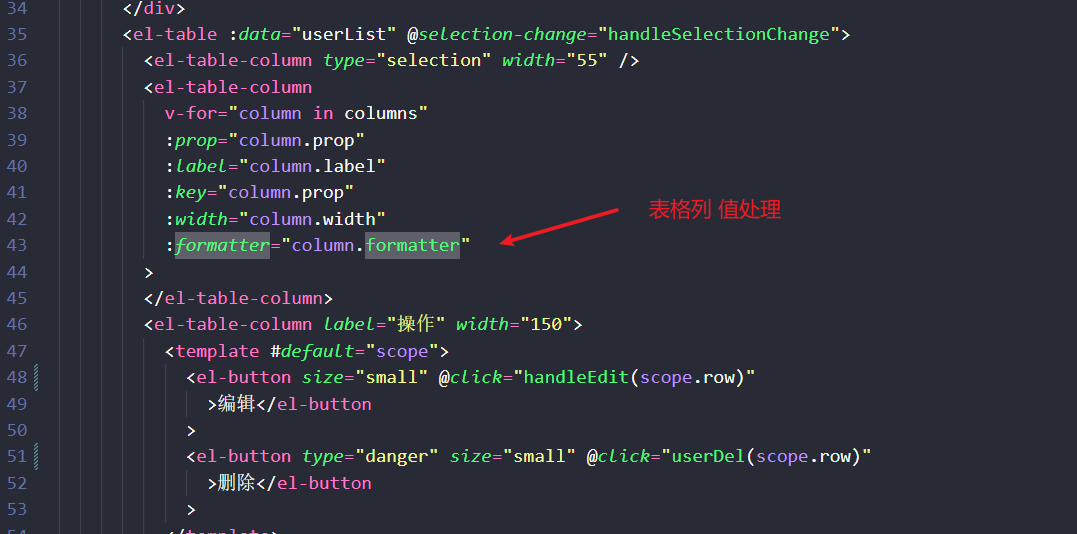 34 </div>
35 <el-table :data="userList" @selection-change="handleSelectionChange">
36 <el-table-column type="selection" width="55" />
37 <el-table-column
38 v-for="column in columns"
39 :prop="column.prop"
40 :label="column.label"
41 :key="column.prop"
42 :width="column.width"
表格列 值处理
43 :formatter="column.formatter"
44 >
45 </el-table-column>
46 <el-table-column label="操作" width="150">
47 <template #default="scope">
48 <el-button size="small" @click="handleEdit(scope.row)"
49 >编辑</el-button
50 >
51 <el-button type="danger" size="small" @click="userDel(scope.row)"
52 >删除</el-button
53 >
54 </template>